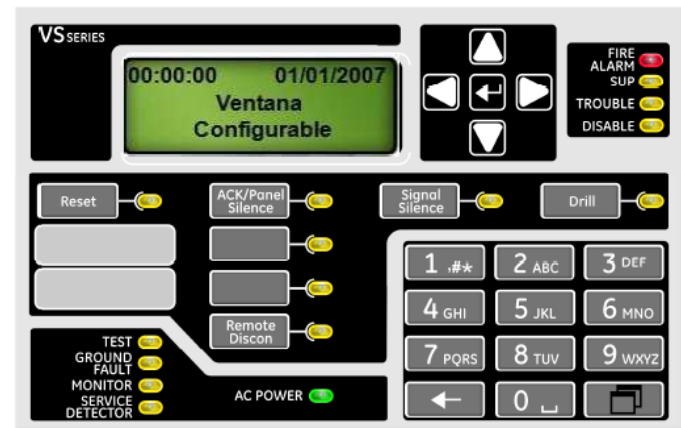 VS SERIES
00:00:00 01/01/2007
Ventana
Configurable
FIRE
ALARM
SUP
TROUBLE
DISABLE
Reset
ACK/Panel
Silence
Signal
Silence
Drill
Remote
Discon
1 ,#*
2 ABC
3 DEF
4 GHI
5 JKL
6 MNO
7 PQRS
8 TUV
9 WXYZ
0
TEST
GROUND
FAULT
MONITOR
SERVICE
DETECTOR
AC POWER